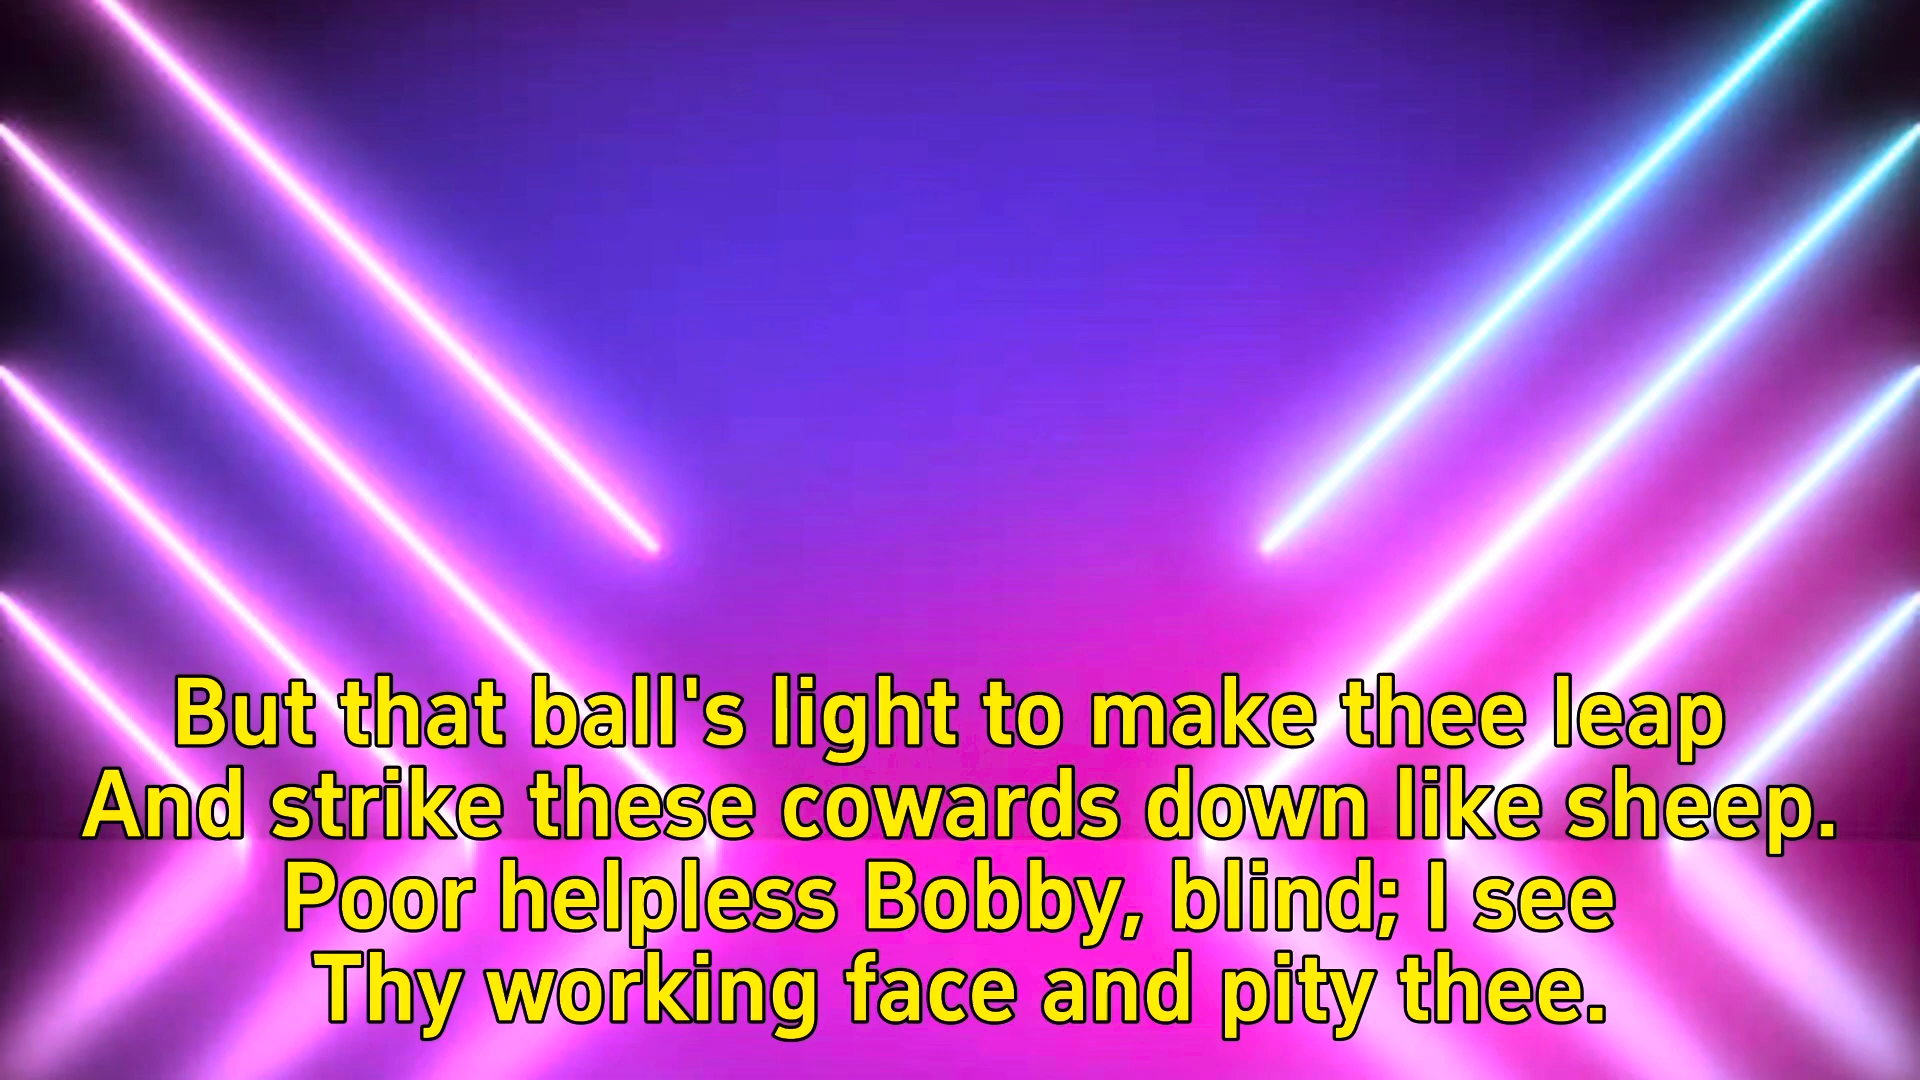 But that ball's light to make thee leap
And strike these cowards down like sheep.
Poor helpless Bobby, blind; I see
Thy working face and pity thee.